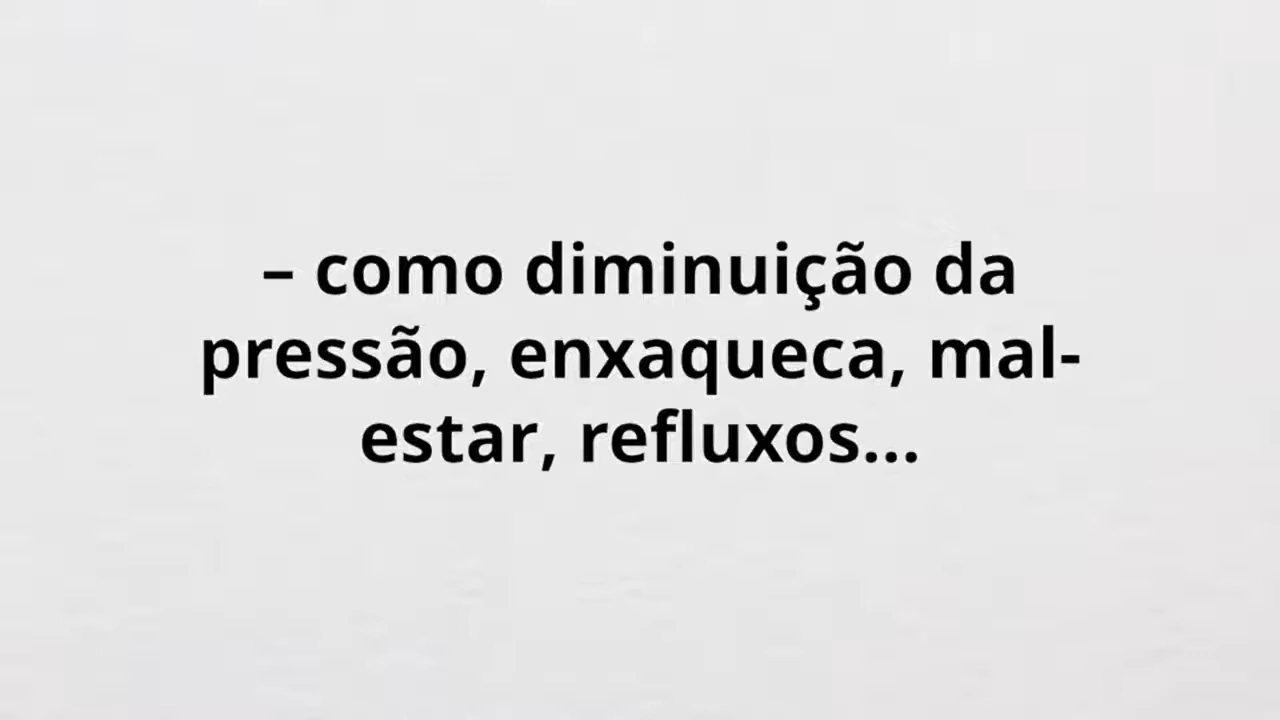 – como diminuição da
pressão, enxaqueca, mal-
estar, refluxos...